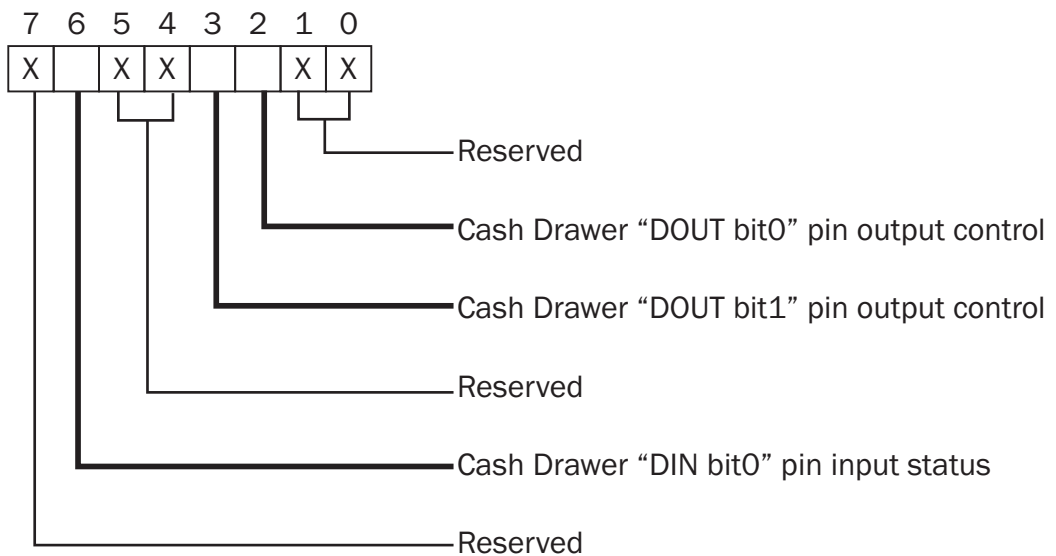 7 6 5 4 3 2 1 0
X X X X X
Reserved
Cash Drawer “DOUT bit0” pin output control
Cash Drawer “DOUT bit1” pin output control
Reserved
Cash Drawer “DIN bit0” pin input status
Reserved